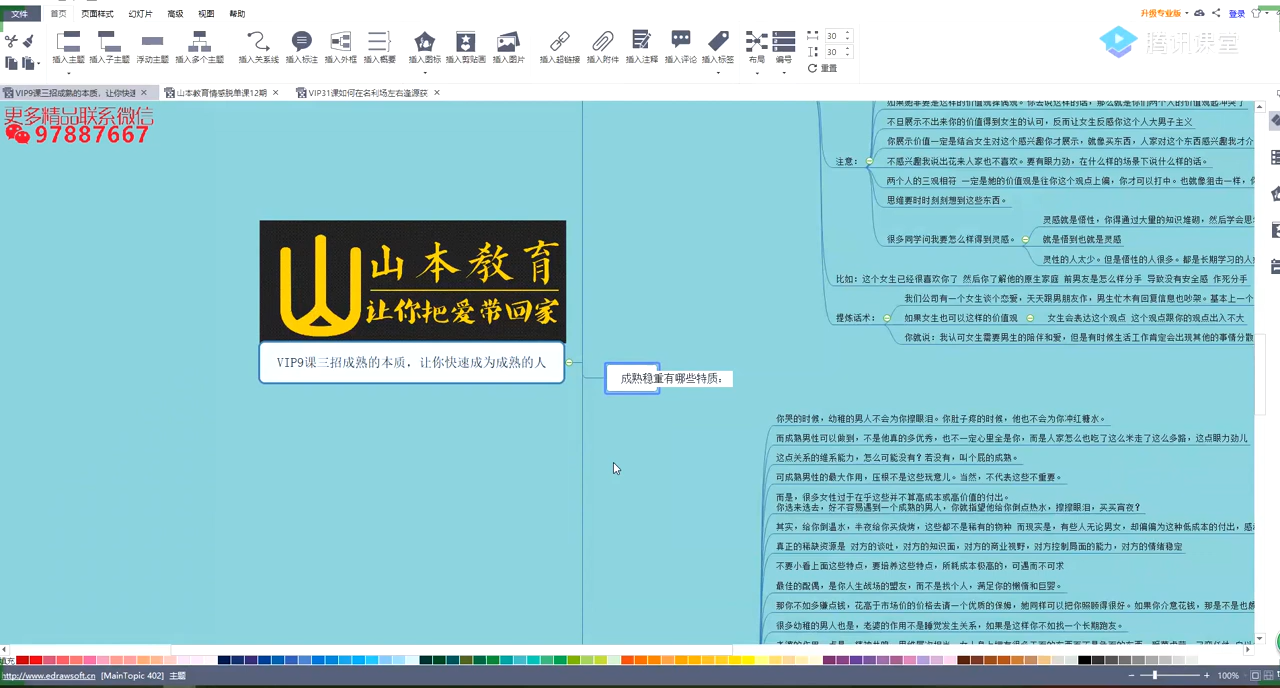 文件 首页 页面样式 幻灯片 高级 视图 帮助
升级专业版 登录
插入主题 插入子主题 浮动主题 插入多个主题 插入关系线 插入标注 插入外框 插入概要 插入图标 插入剪贴画 插入图片 插入超链接 插入附件 插入注释 插入评论 插入标签 布局 编号 30 30 重置
腾讯课堂
VIP9课三招成熟的本质，让你快速 山本教育情感脱单课12期 VIP31课如何在名利场左右逢源获
更多精品联系微信
97887667
不旦展示不出来你的价值得到女生的认可，反而让女生反感你这个人大男子主义
你展示价值一定是结合女生对这个感兴趣你才展示，就像买东西，人家对这个东西感兴趣我才介
注意：
不感兴趣我说出花来人家也不喜欢。要有眼力劲，在什么样的场景下说什么样的话。
两个人的三观相符 一定是她的价值观是往你这个观点上偏，你才可以打中。也就像狙击一样，
思维要时时刻刻想到这些东西。
灵感就是悟性，你得通过大量的知识堆砌，然后学会思
很多同学问我要怎么样得到灵感。
就是悟到也就是灵感
灵性的人太少。但是悟性的人很多。都是长期学习的人
比如：这个女生已经很喜欢你了 然后你了解他的原生家庭 前男友是怎么样分手 导致没有安全感 作死分手
我们公司有一个女生谈个恋爱，天天跟男朋友作，男生忙木有回复信息也吵架。基本上一个
提炼话术：
如果女生也可以这样的价值观
女生会表达这个观点 这个观点跟你的观点出入不大
你就说：我认可女生需要男生的陪伴和爱，但是有时候生活工作肯定会出现其他的事情分散
山本教育
让你把爱带回家
VIP9课三招成熟的本质，让你快速成为成熟的人
成熟稳重有哪些特质：
你哭的时候，幼稚的男人不会为你擦眼泪。你肚子疼的时候，他也不会为你冲红糖水。
而成熟男性可以做到，不是他真的多优秀，也不一定心里全是你，而是人家怎么也吃了这么米走了这么多路，这点眼力劲儿
这点关系的维系能力，怎么可能没有？若没有，叫个屁的成熟。
可成熟男性的最大作用，压根不是这些玩意儿。当然，不代表这些不重要。
而是，很多女性过于在乎这些并不算高成本或高价值的付出。
你选来选去，好不容易遇到一个成熟的男人，你就指望他给你倒点热水，擦擦眼泪，买买宵夜？
其实，给你倒温水，半夜给你买烧烤，这些都不是稀有的物种 而现实是，有些人无论男女，却偏偏为这种低成本的付出，感
真正的稀缺资源是 对方的谈吐，对方的知识面，对方的商业视野，对方控制局面的能力，对方的情绪稳定
不要小看上面这些特点，要培养这些特点，所耗成本极高的，可遇而不可求
最佳的配偶，是你人生战场的盟友，而不是找个人，满足你的懒惰和巨婴。
那你不如多赚点钱，花高于市场价的价格去请一个优质的保姆，她同样可以把你照顾得很好。如果你介意花钱，那是不是也
很多幼稚的男人也是，老婆的作用不是睡觉发生关系，如果是这样你不如找一个长期跑友。
填充
http://www.edrawsoft.cn [MainTopic 402] 主题
100%